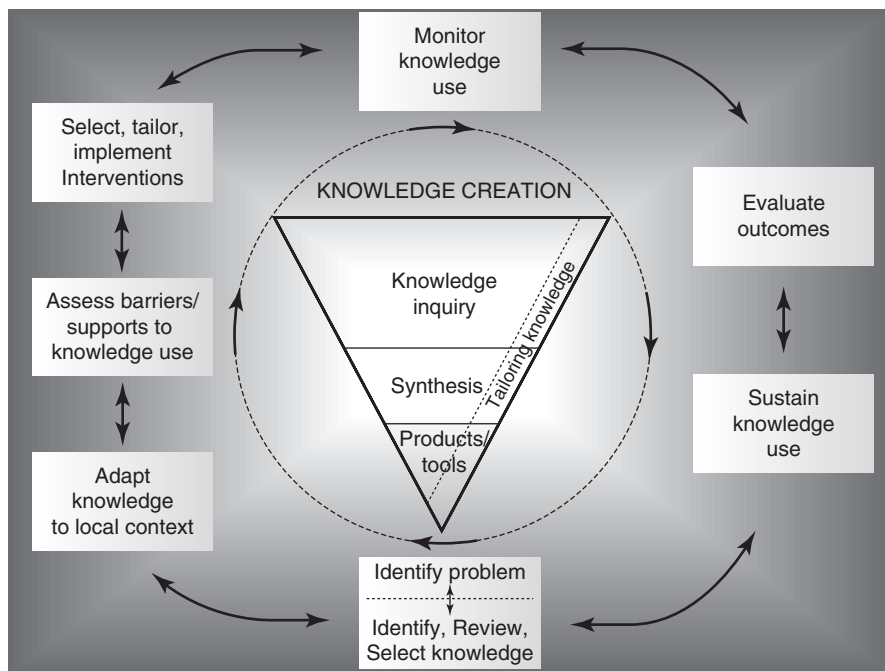 Monitor
knowledge
use
Select, tailor,
implement
Interventions
Assess barriers/
supports to
knowledge use
Adapt
knowledge
to local context
KNOWLEDGE CREATION
Knowledge
inquiry
Synthesis
Products/
tools
Tailoring knowledge
Evaluate
outcomes
Sustain
knowledge
use
Identify problem
Identify, Review,
Select knowledge